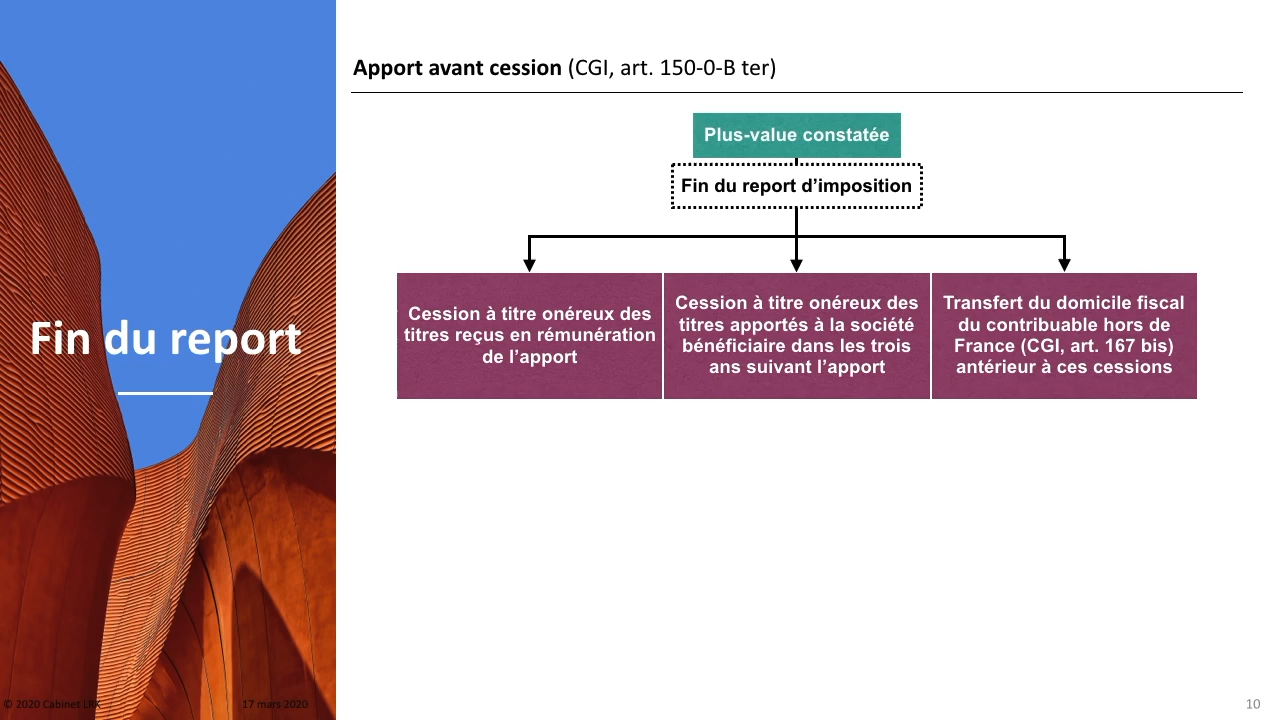 Apport avant cession (CGI, art. 150-0-B ter)
Plus-value constatée
Fin du report d’imposition
Cession à titre onéreux des
titres reçus en rémunération
de l’apport
Cession à titre onéreux des
titres apportés à la société
bénéficiaire dans les trois
ans suivant l’apport
Transfert du domicile fiscal
du contribuable hors de
France (CGI, art. 167 bis)
antérieur à ces cessions
Fin du report
© 2020 Cabinet LRK
17 mars 2020
10